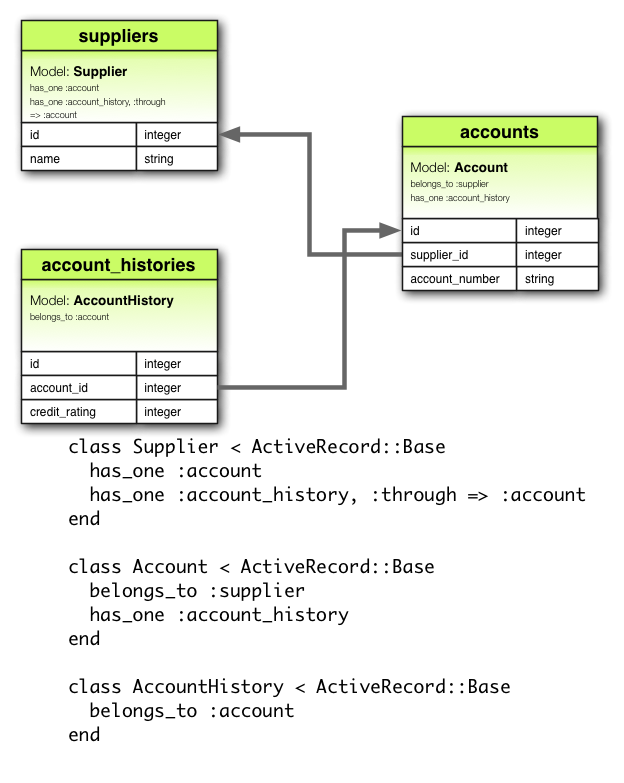 suppliers
Model: Supplier
has_one :account
has_one :account_history, :through
=> :account
id integer
name string
accounts
Model: Account
belongs_to :supplier
has_one :account_history
id integer
supplier_id integer
account_number string
account_histories
Model: AccountHistory
belongs_to :account
id integer
account_id integer
credit_rating integer
class Supplier < ActiveRecord::Base
  has_one :account
  has_one :account_history, :through => :account
end
class Account < ActiveRecord::Base
  belongs_to :supplier
  has_one :account_history
end
class AccountHistory < ActiveRecord::Base
  belongs_to :account
end